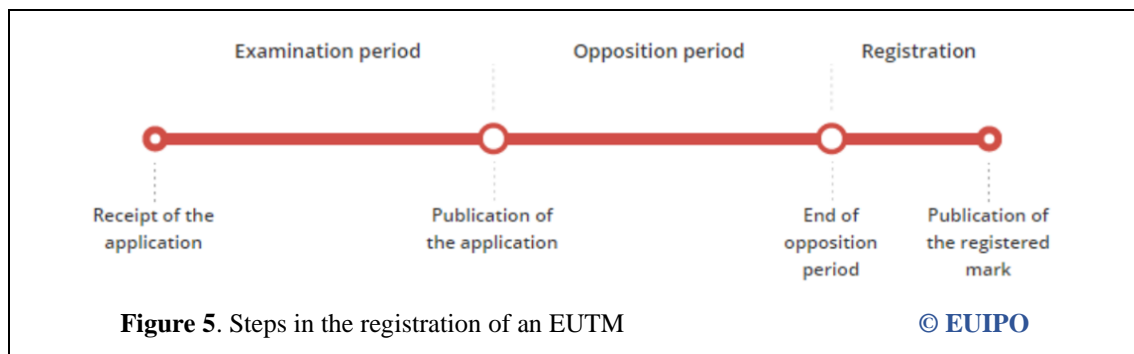 Examination period Opposition period Registration
Receipt of the
application
Publication of
the application
End of
opposition
period
Publication of
the registered
mark
Figure 5. Steps in the registration of an EUTM © EUIPO